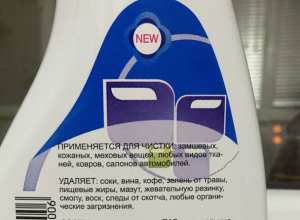 NEW
ПРИМЕНЯЕТСЯ ДЛЯ ЧИСТКИ: замшевых,
кожаных, меховых вещей, любых видов тка-
ней, ковров, салонов автомобилей.
УДАЛЯЕТ: соки, вина, кофе, зелень от травы,
пищевые жиры, мазут, жевательную резинку,
смолу, воск, следы от скотча, любые органи-
ческие загрязнения.